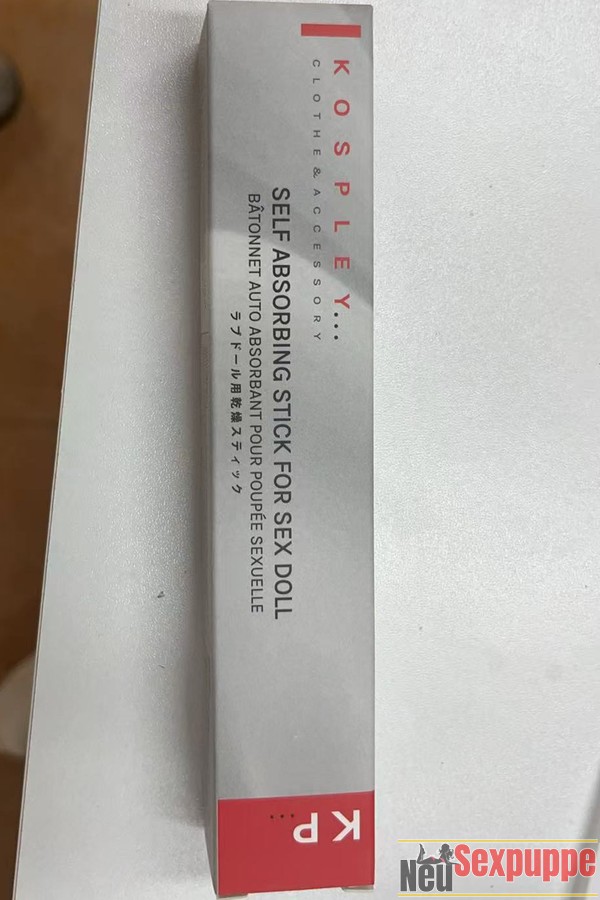 KOSPLEY...
CLOTHE & ACCESSORY
SELF ABSORBING STICK FOR SEX DOLL
BÂTONNET AUTO ABSORBANT POUR POUPÉE SEXUELLE
ラブドール用乾燥スティック
KP...
Neu Sexpuppe